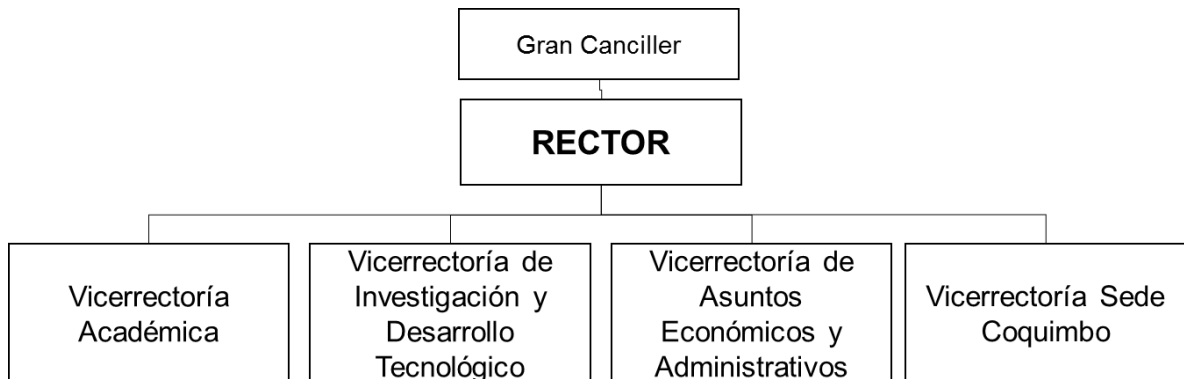 Gran Canciller
RECTOR
Vicerrectoría
Académica
Vicerrectoría de
Investigación y
Desarrollo
Tecnológico
Vicerrectoría de
Asuntos
Económicos y
Administrativos
Vicerrectoría Sede
Coquimbo